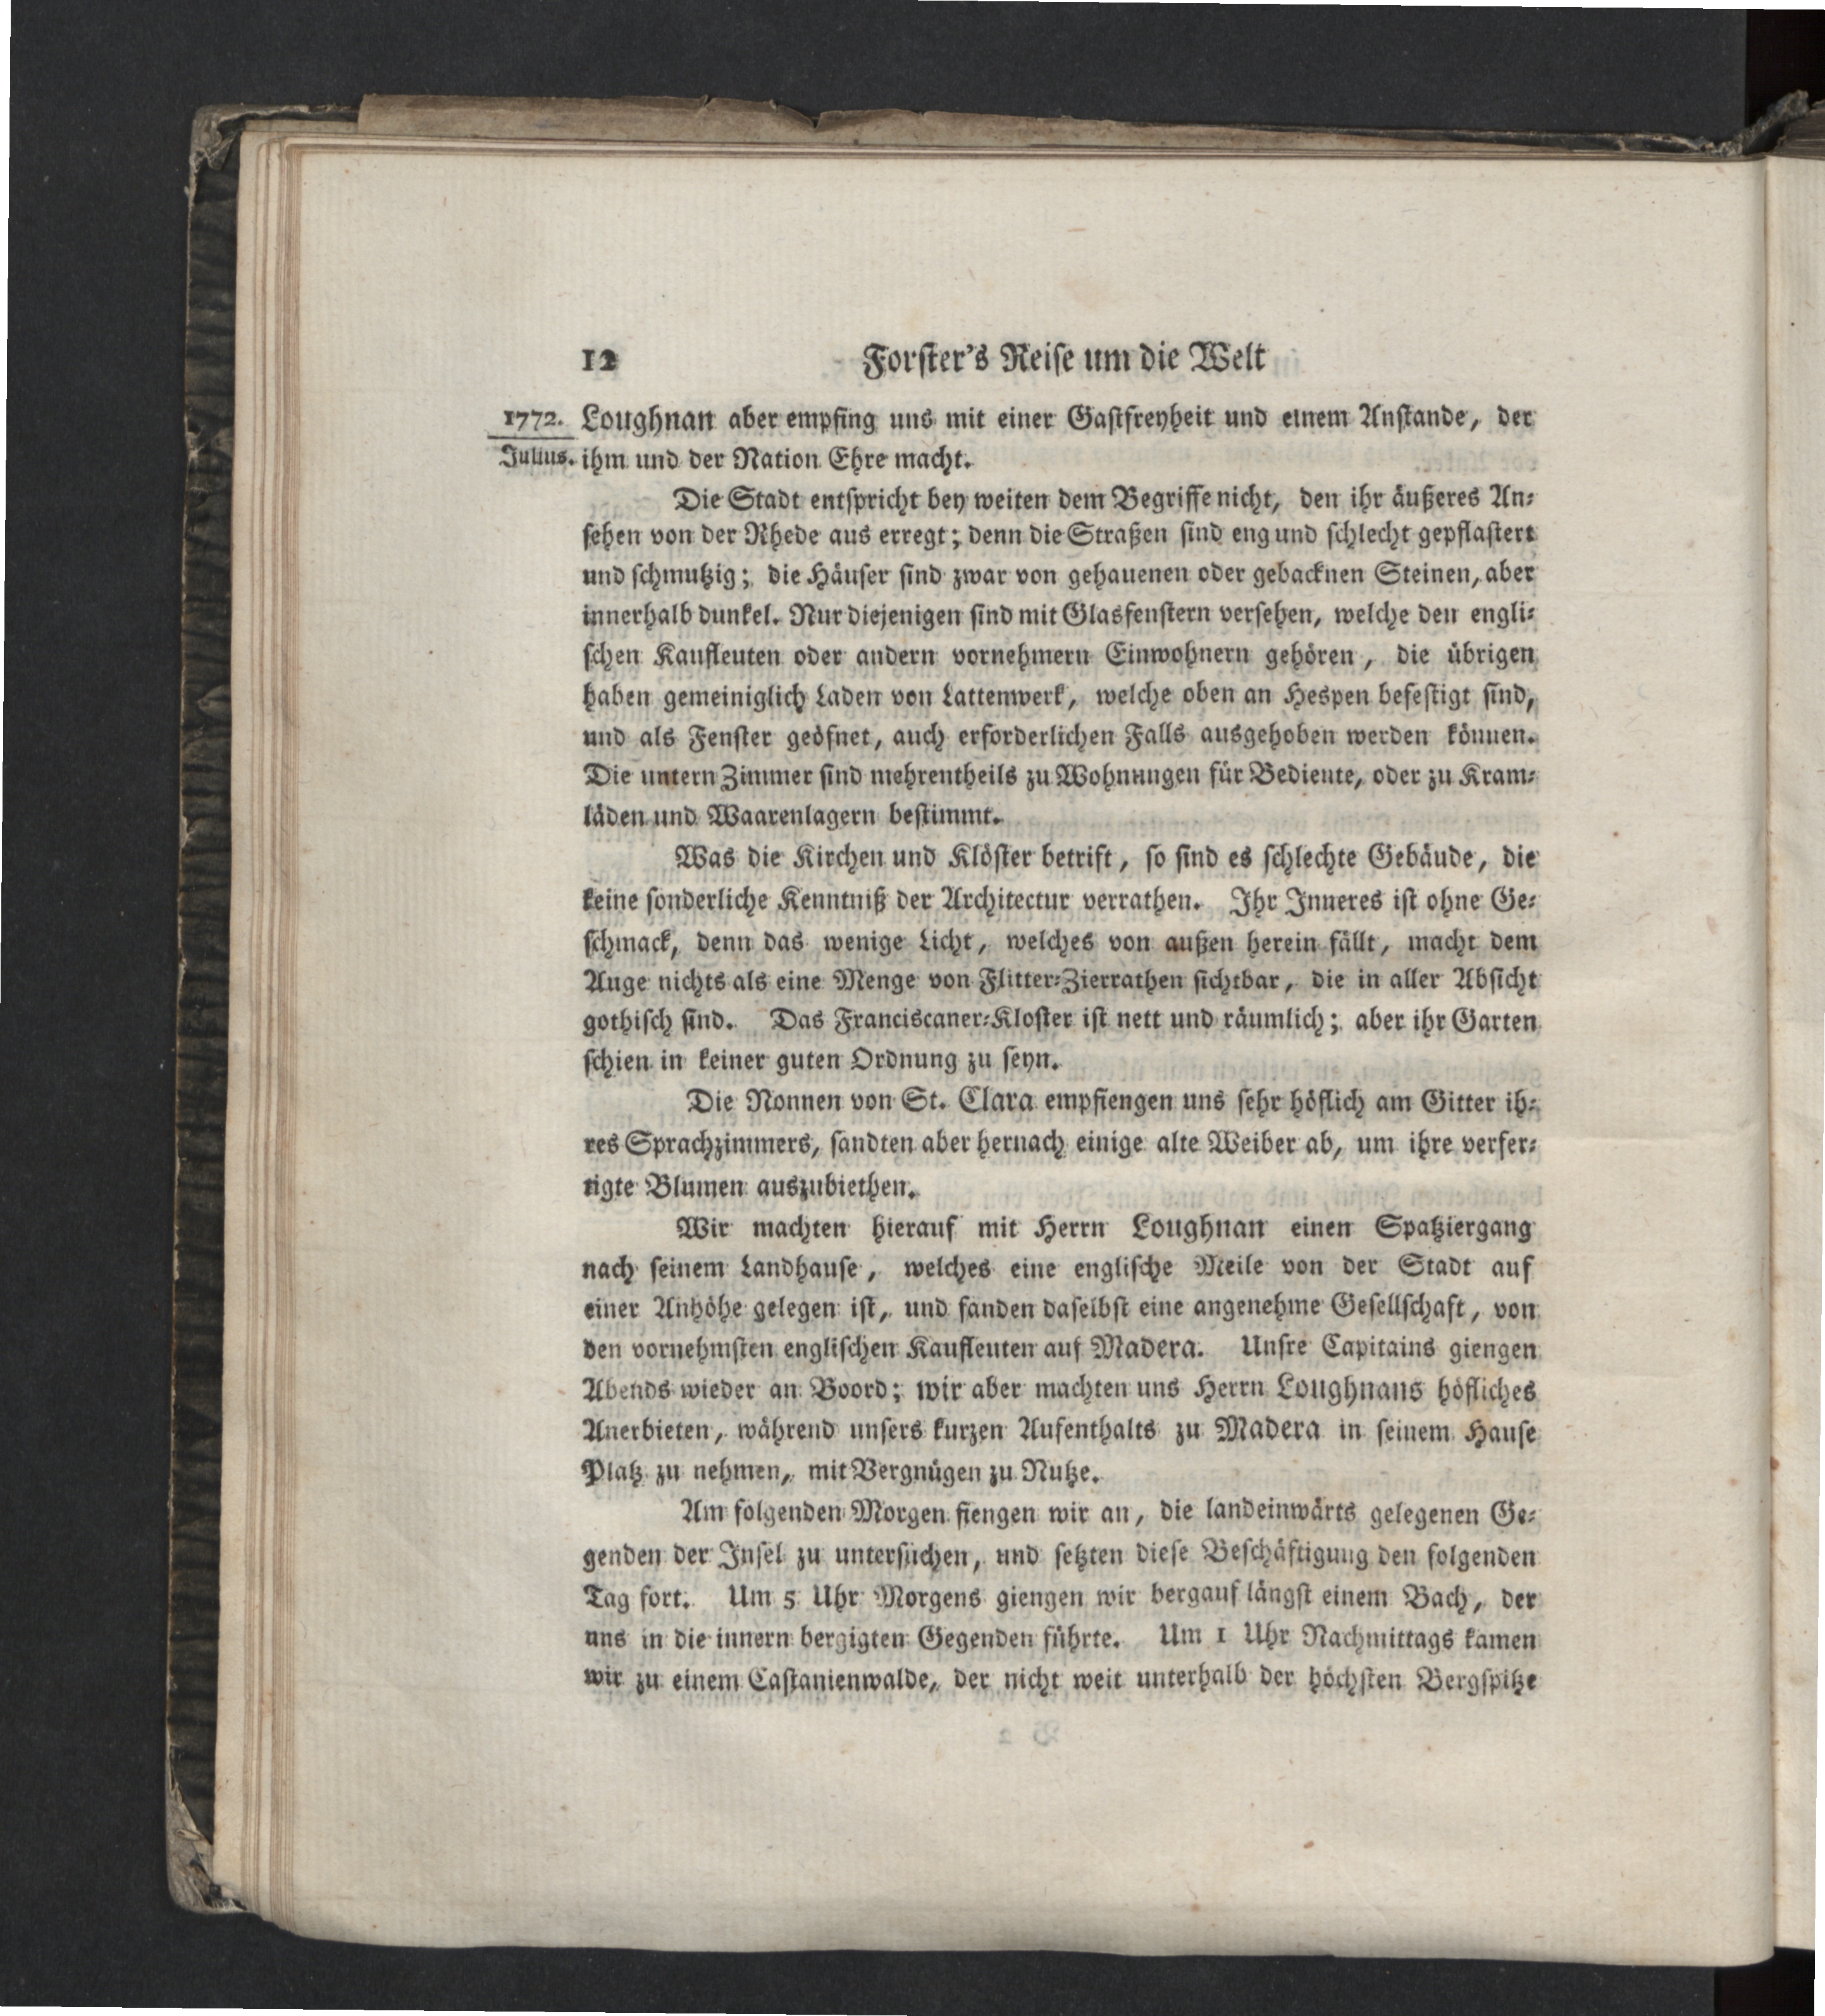 12 Forster's Reise um die Welt
1772. Loughnan aber empfing uns mit einer Gastfreyheit und einem Anstande, der
Julius. ihm und der Nation Ehre macht.
Die Stadt entspricht bey weiten dem Begriffe nicht, den ihr äußeres An-
sehen von der Rhede aus erregt; denn die Straßen sind eng und schlecht gepflastert
und schmutzig; die Häuser sind zwar von gehauenen oder gebacknen Steinen, aber
innerhalb dunkel. Nur diejenigen sind mit Glasfenstern versehen, welche den engli-
schen Kaufleuten oder andern vornehmern Einwohnern gehören, die übrigen
haben gemeiniglich Laden von Lattenwerk, welche oben an Hespen befestigt sind,
und als Fenster geöfnet, auch erforderlichen Falls ausgehoben werden können.
Die untern Zimmer sind mehrentheils zu Wohnungen für Bediente, oder zu Kram-
läden und Waarenlagern bestimmt.
Was die Kirchen und Klöster betrift, so sind es schlechte Gebäude, die
keine sonderliche Kenntniß der Architectur verrathen. Ihr Inneres ist ohne Ge-
schmack, denn das wenige Licht, welches von außen herein fällt, macht dem
Auge nichts als eine Menge von Flitter-Zierrathen sichtbar, die in aller Absicht
gothisch sind. Das Franciscaner-Kloster ist nett und räumlich; aber ihr Garten
schien in keiner guten Ordnung zu seyn.
Die Nonnen von St. Clara empfiengen uns sehr höflich am Gitter ih-
res Sprachzimmers, sandten aber hernach einige alte Weiber ab, um ihre verfer-
tigte Blumen auszubiethen.
Wir machten hierauf mit Herrn Loughnan einen Spatziergang
nach seinem Landhause, welches eine englische Meile von der Stadt auf
einer Anhöhe gelegen ist, und fanden daselbst eine angenehme Gesellschaft, von
den vornehmsten englischen Kaufleuten auf Madera. Unsre Capitains giengen
Abends wieder an Boord; wir aber machten uns Herrn Loughnans höfliches
Anerbieten, während unsers kurzen Aufenthalts zu Madera in seinem Hause
Platz zu nehmen, mit Vergnügen zu Nutze.
Am folgenden Morgen fiengen wir an, die landeinwärts gelegenen Ge-
genden der Insel zu untersuchen, und setzten diese Beschäftigung den folgenden
Tag fort. Um 5 Uhr Morgens giengen wir bergauf längst einem Bach, der
uns in die innern bergigten Gegenden führte. Um 1 Uhr Nachmittags kamen
wir zu einem Castanienwalde, der nicht weit unterhalb der höchsten Bergspitze